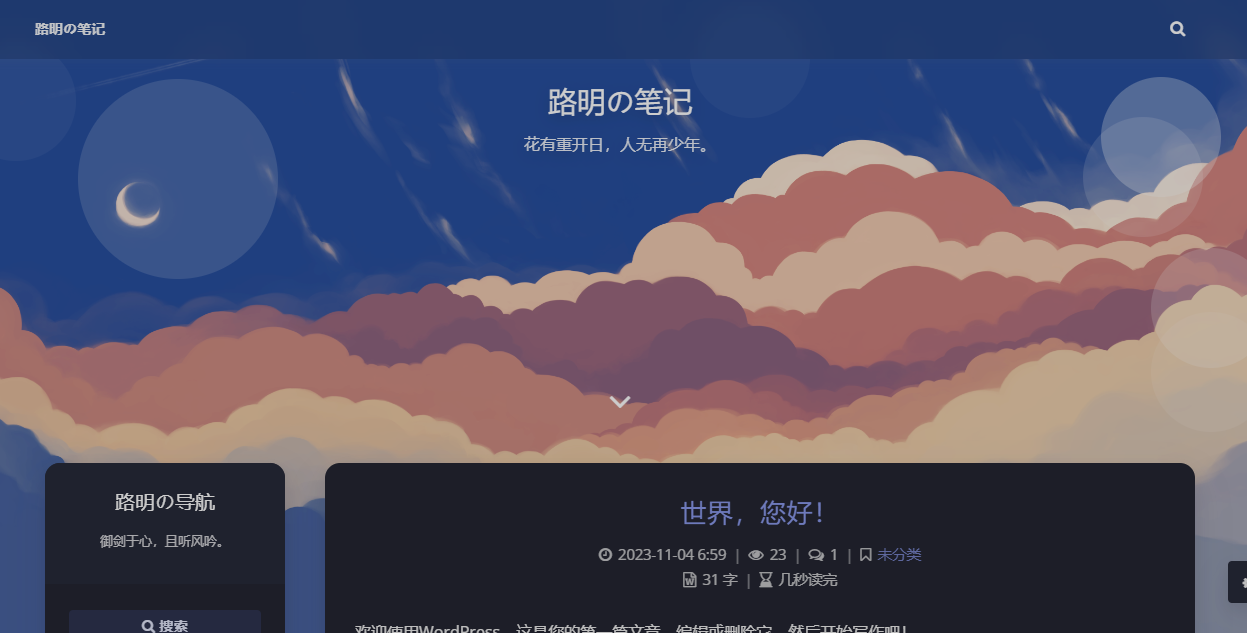 路明の笔记
路明の笔记
花有重开日，人无再少年。
路明の导航
御剑于心，且听风吟。
搜索
世界，您好！
2023-11-04 6:59 | 23 | 1 | 未分类
31 字 | 几秒读完
欢迎使用WordPress。这是您的第一篇文章。编辑或删除它，然后开始写作吧！